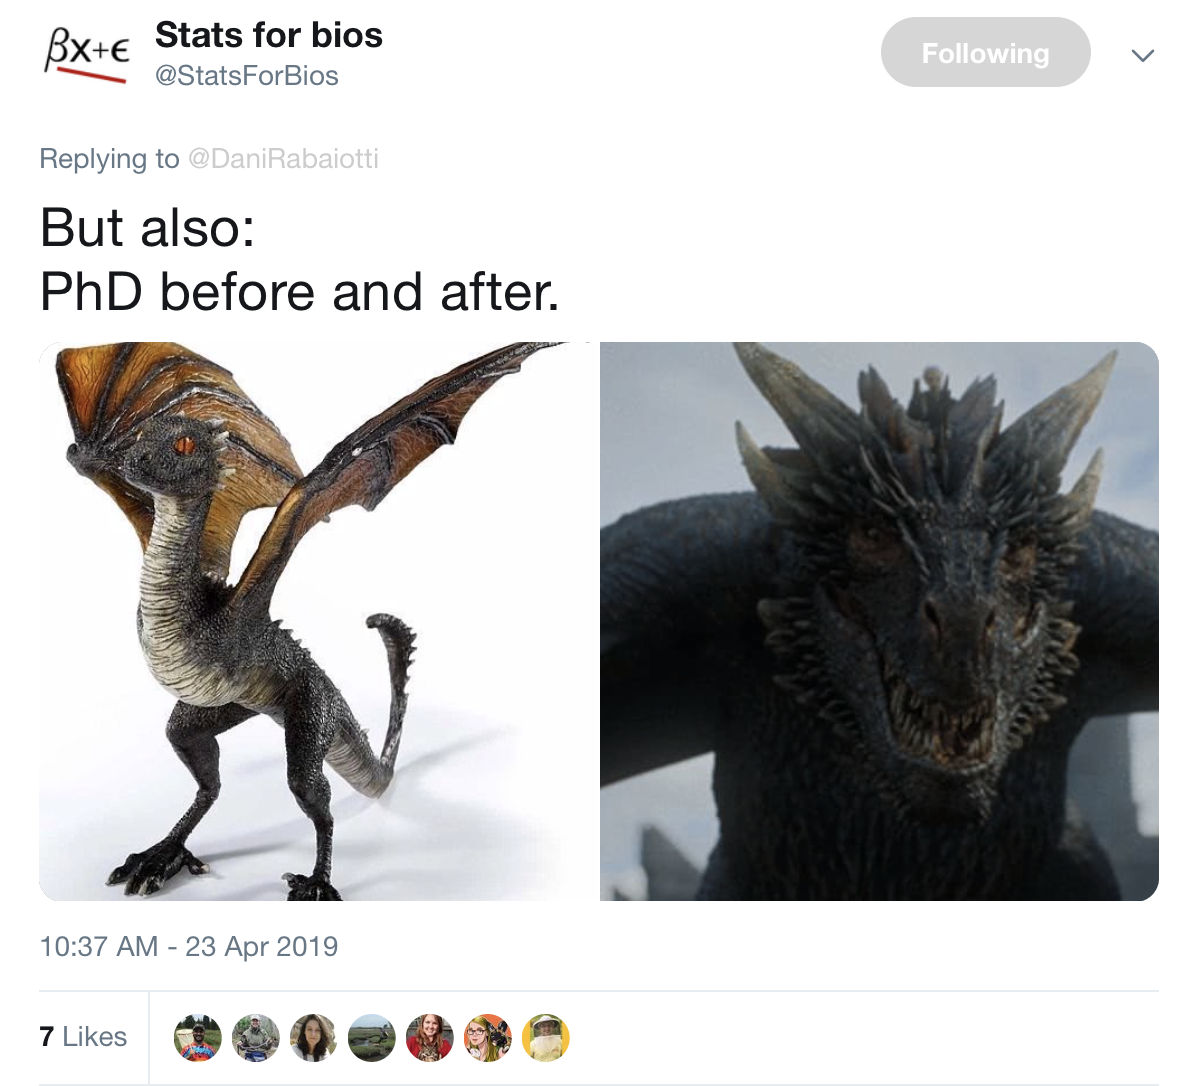 βX+ϵ
Stats for bios
@StatsForBios
Following
Replying to @DaniRabaiotti
But also:
PhD before and after.
10:37 AM - 23 Apr 2019
7 Likes